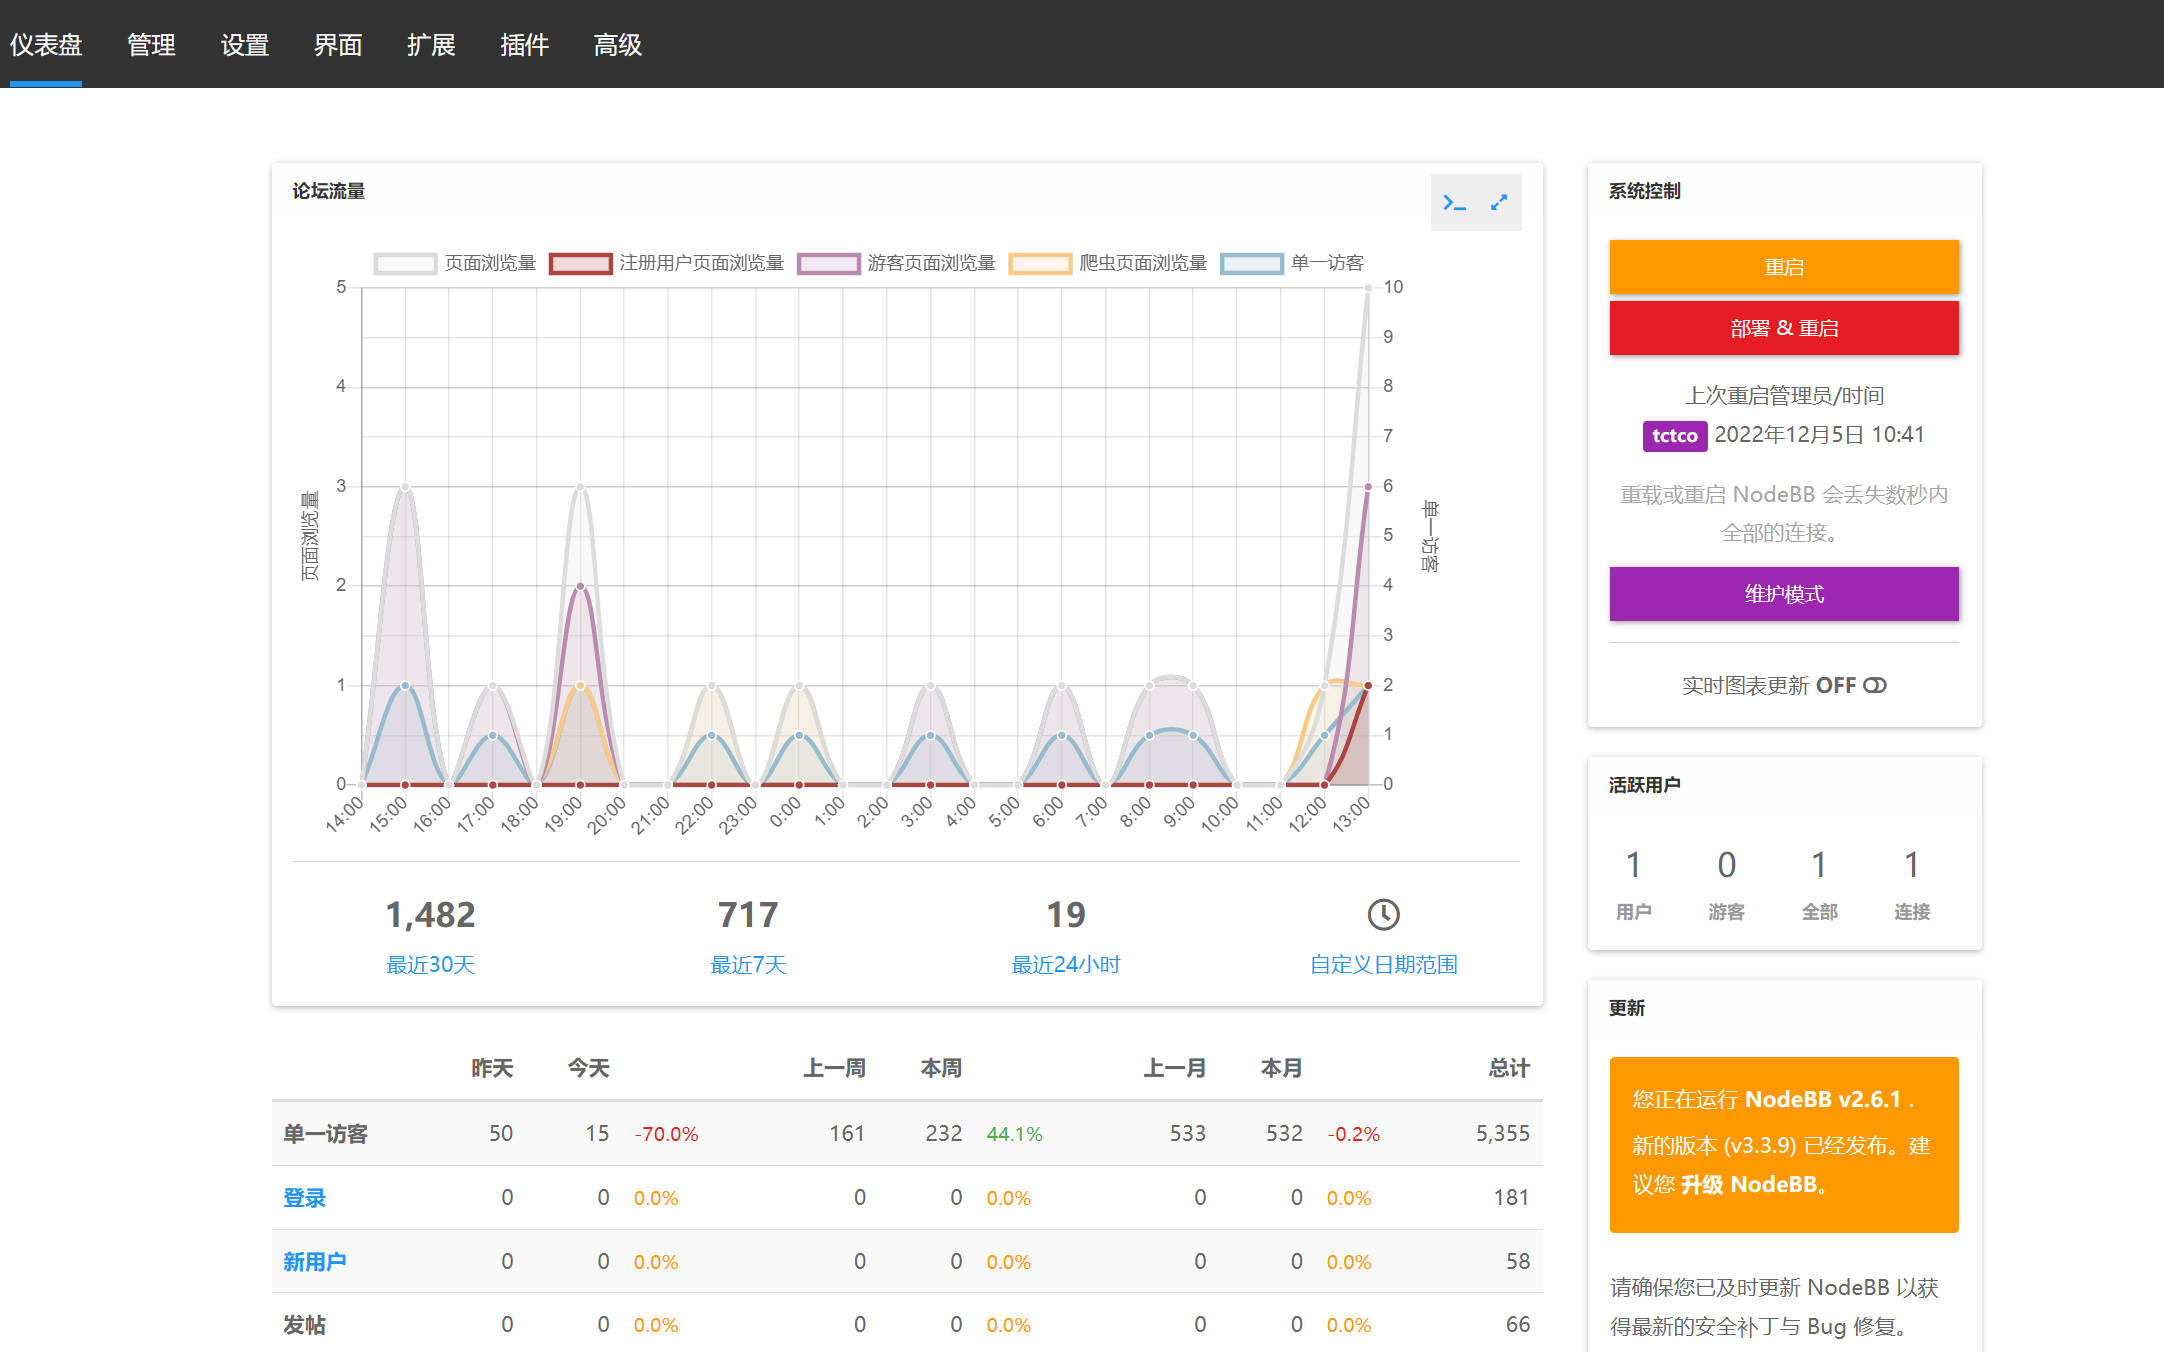 仪表盘 管理 设置 界面 扩展 插件 高级
论坛流量
页面浏览量 注册用户页面浏览量 游客页面浏览量 爬虫页面浏览量 单一访客
5
4
3
2
1
0
页面浏览量
10
9
8
7
6
5
4
3
2
1
0
单一访客
14:00 15:00 16:00 17:00 18:00 19:00 20:00 21:00 22:00 23:00 0:00 1:00 2:00 3:00 4:00 5:00 6:00 7:00 8:00 9:00 10:00 11:00 12:00 13:00
1,482 717 19
最近30天 最近7天 最近24小时 自定义日期范围
昨天 今天 上一周 本周 上一月 本月 总计
单一访客 50 15 -70.0% 161 232 44.1% 533 532 -0.2% 5,355
登录 0 0 0.0% 0 0 0.0% 0 0 0.0% 181
新用户 0 0 0.0% 0 0 0.0% 0 0 0.0% 58
发帖 0 0 0.0% 0 0 0.0% 0 0 0.0% 66
系统控制
重启
部署 & 重启
上次重启管理员/时间
tctco 2022年12月5日 10:41
重载或重启 NodeBB 会丢失数秒内
全部的连接。
维护模式
实时图表更新 OFF
活跃用户
1 0 1 1
用户 游客 全部 连接
更新
您正在运行 NodeBB v2.6.1 .
新的版本 (v3.3.9) 已经发布。建
议您 升级 NodeBB。
请确保您已及时更新 NodeBB 以获
得最新的安全补丁与 Bug 修复。